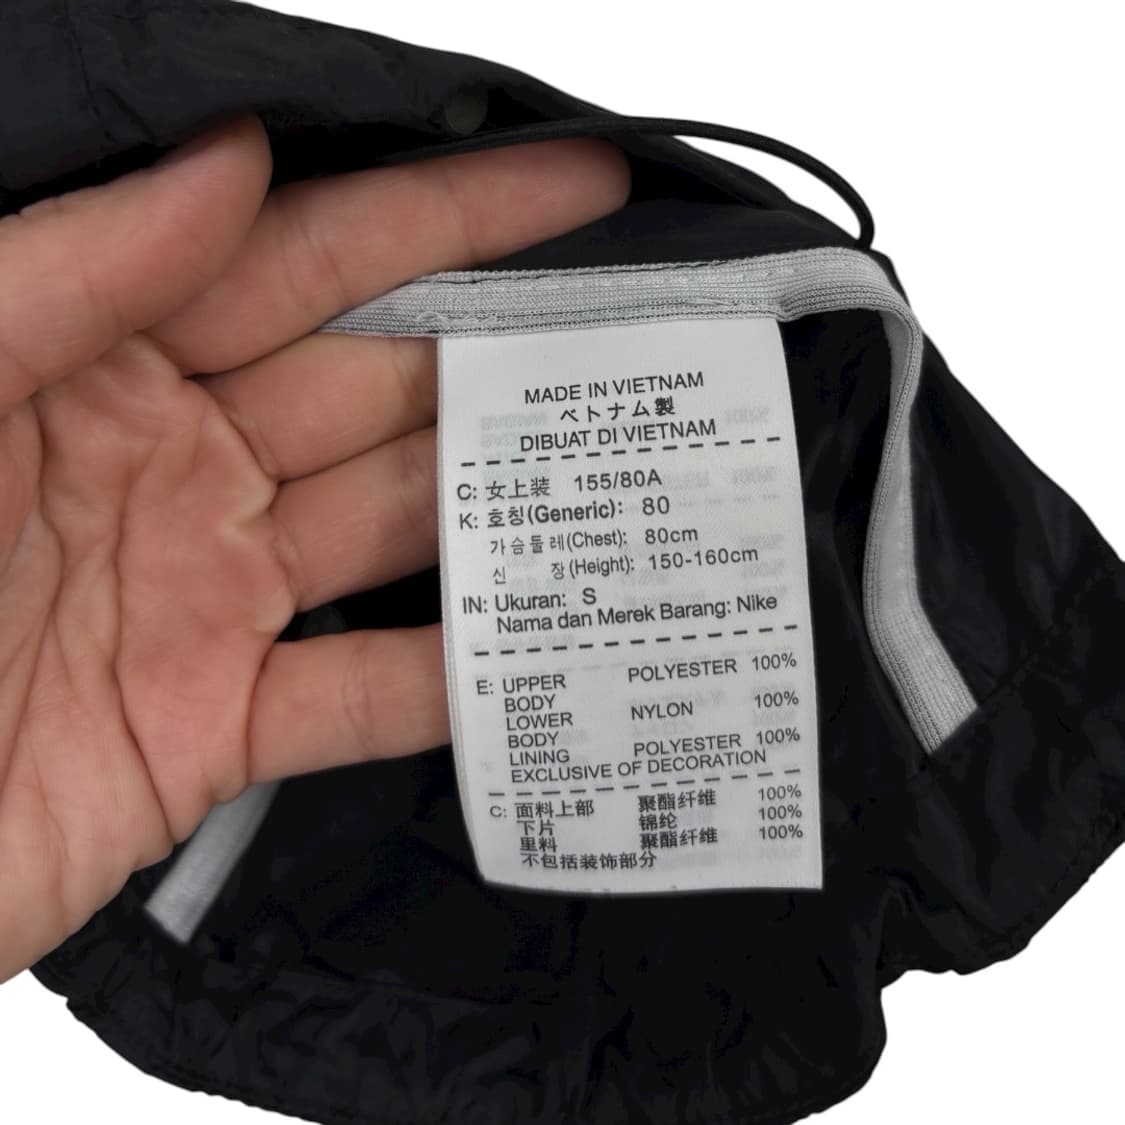 MADE IN VIETNAM
ベトナム製
DIBUAT DI VIETNAM
C: 女上装 155/80A
K: 호칭(Generic): 80
가슴둘레(Chest): 80cm
신 장(Height): 150-160cm
IN: Ukuran: S
Nama dan Merek Barang: Nike
E: UPPER POLYESTER 100%
BODY
LOWER NYLON 100%
BODY
LINING POLYESTER 100%
EXCLUSIVE OF DECORATION
C: 面料上部 聚酯纤维 100%
下片 锦纶 100%
里料 聚酯纤维 100%
不包括装饰部分